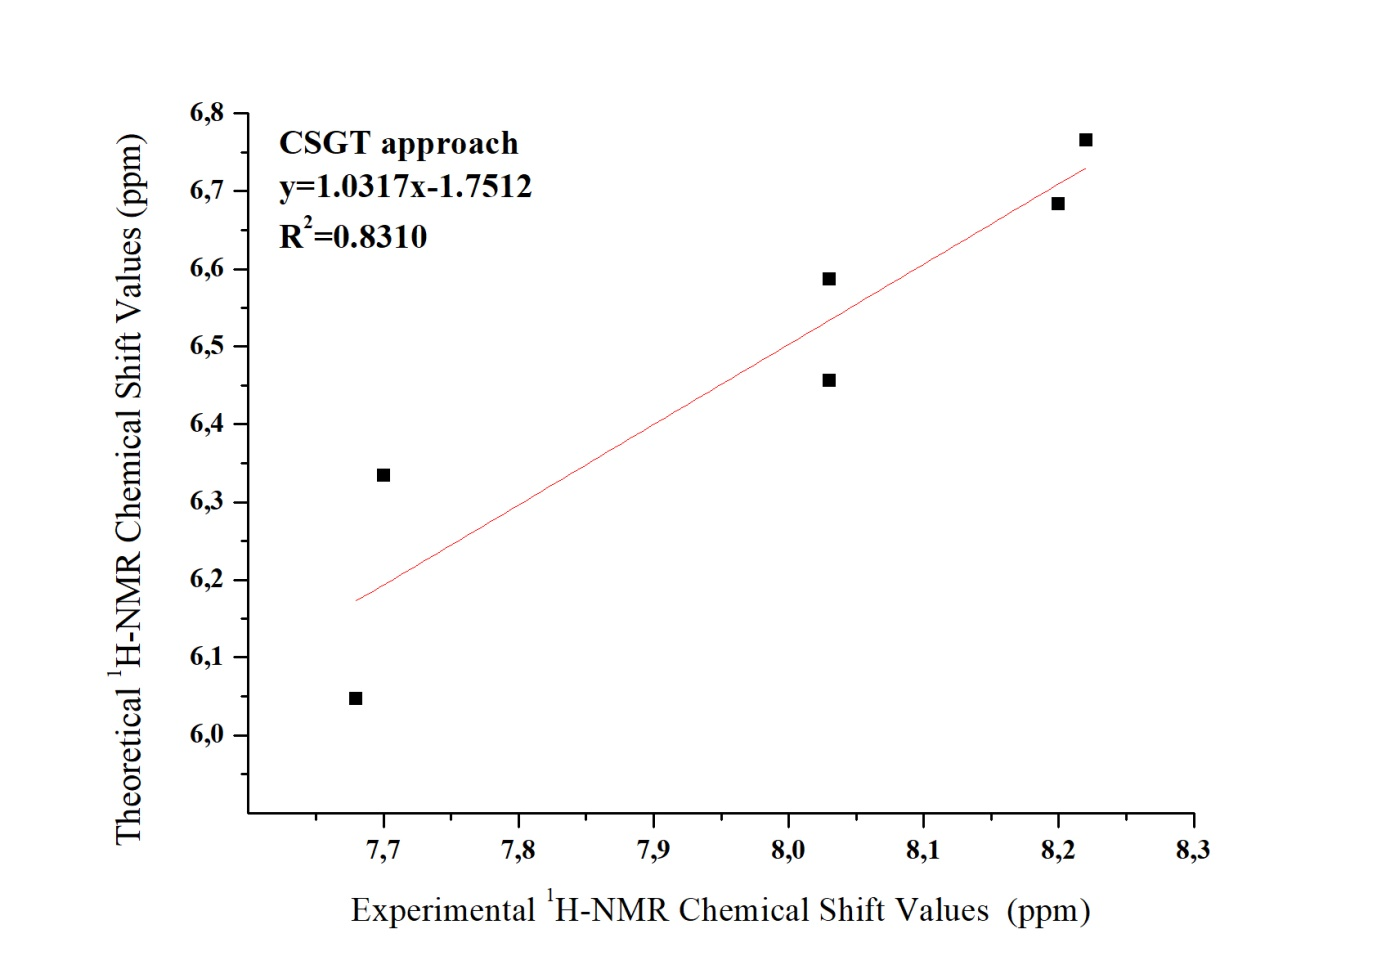 CSGT approach
y=1.0317x-1.7512
R²=0.8310
Theoretical ¹H-NMR Chemical Shift Values (ppm)
6,8
6,7
6,6
6,5
6,4
6,3
6,2
6,1
6,0
7,7 7,8 7,9 8,0 8,1 8,2 8,3
Experimental ¹H-NMR Chemical Shift Values (ppm)